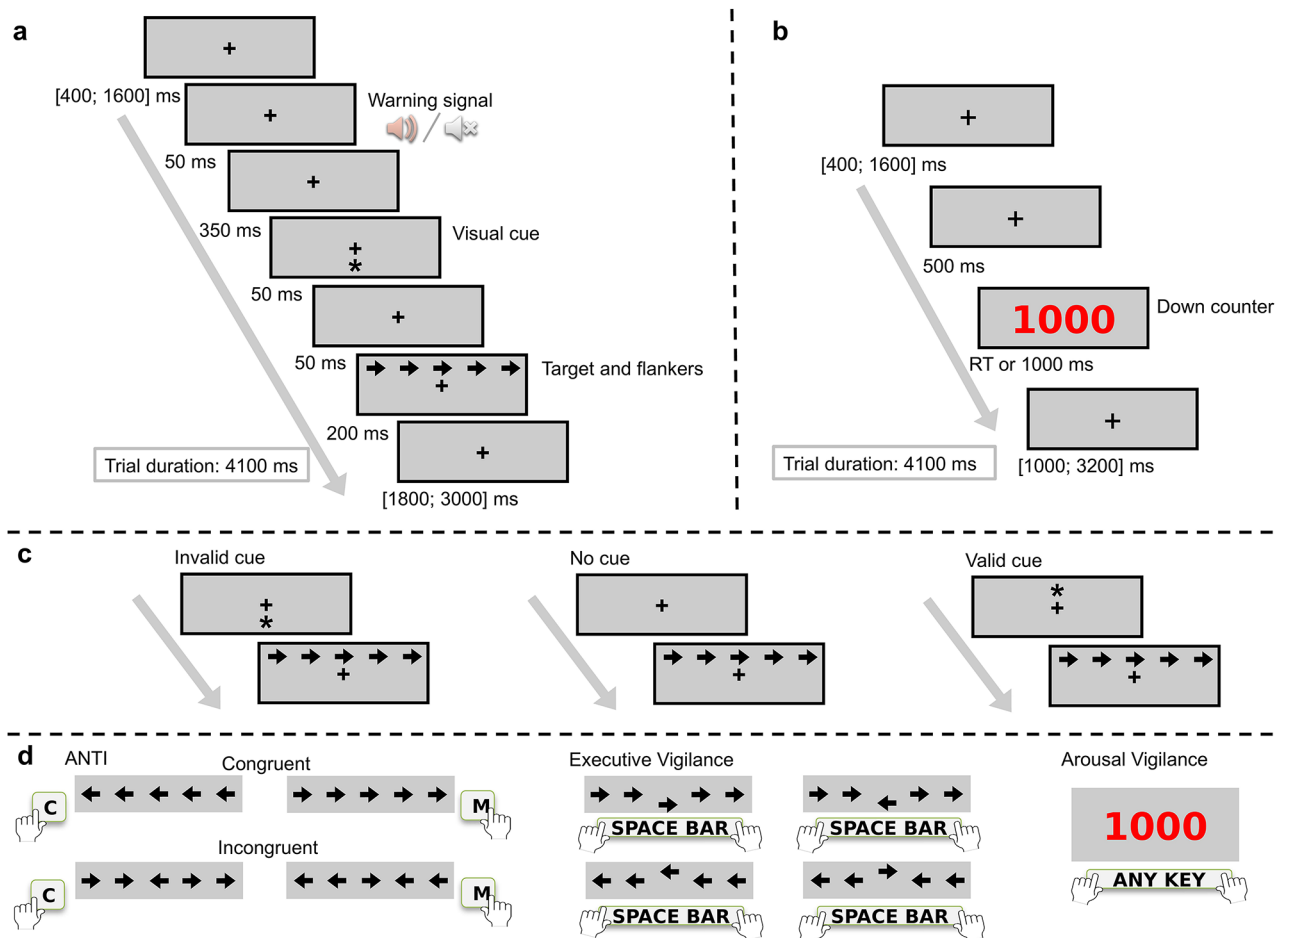 a
[400; 1600] ms
Warning signal
50 ms
350 ms
Visual cue
50 ms
50 ms
Target and flankers
200 ms
Trial duration: 4100 ms
[1800; 3000] ms
b
[400; 1600] ms
500 ms
1000
Down counter
RT or 1000 ms
Trial duration: 4100 ms
[1000; 3200] ms
c
Invalid cue
No cue
Valid cue
d
ANTI
Congruent
C
M
Incongruent
C
M
Executive Vigilance
SPACE BAR
SPACE BAR
SPACE BAR
SPACE BAR
Arousal Vigilance
1000
ANY KEY